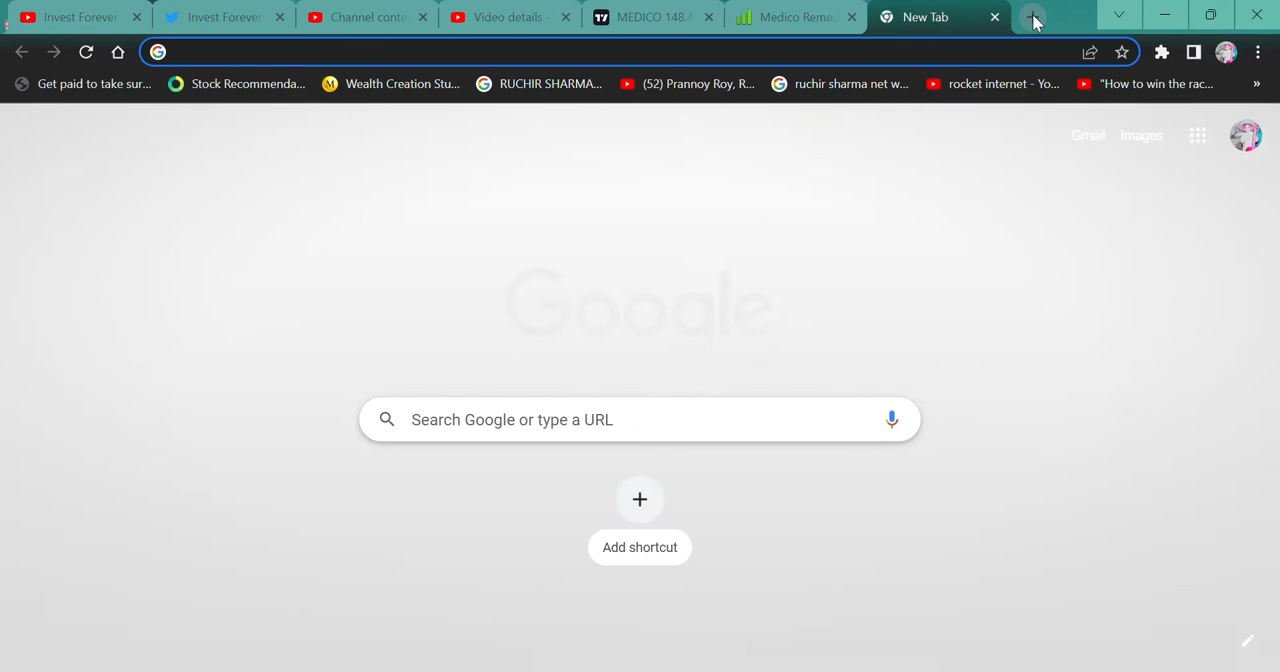 Invest Forever
Invest Forever
Channel conte
Video details -
MEDICO 148.4
Medico Reme
New Tab
Get paid to take sur...
Stock Recommenda...
M
Wealth Creation Stu...
RUCHIR SHARMA...
(52) Prannoy Roy, R...
ruchir sharma net w...
rocket internet - Yo...
"How to win the rac...
»
Gmail
Images
Google
Search Google or type a URL
Add shortcut